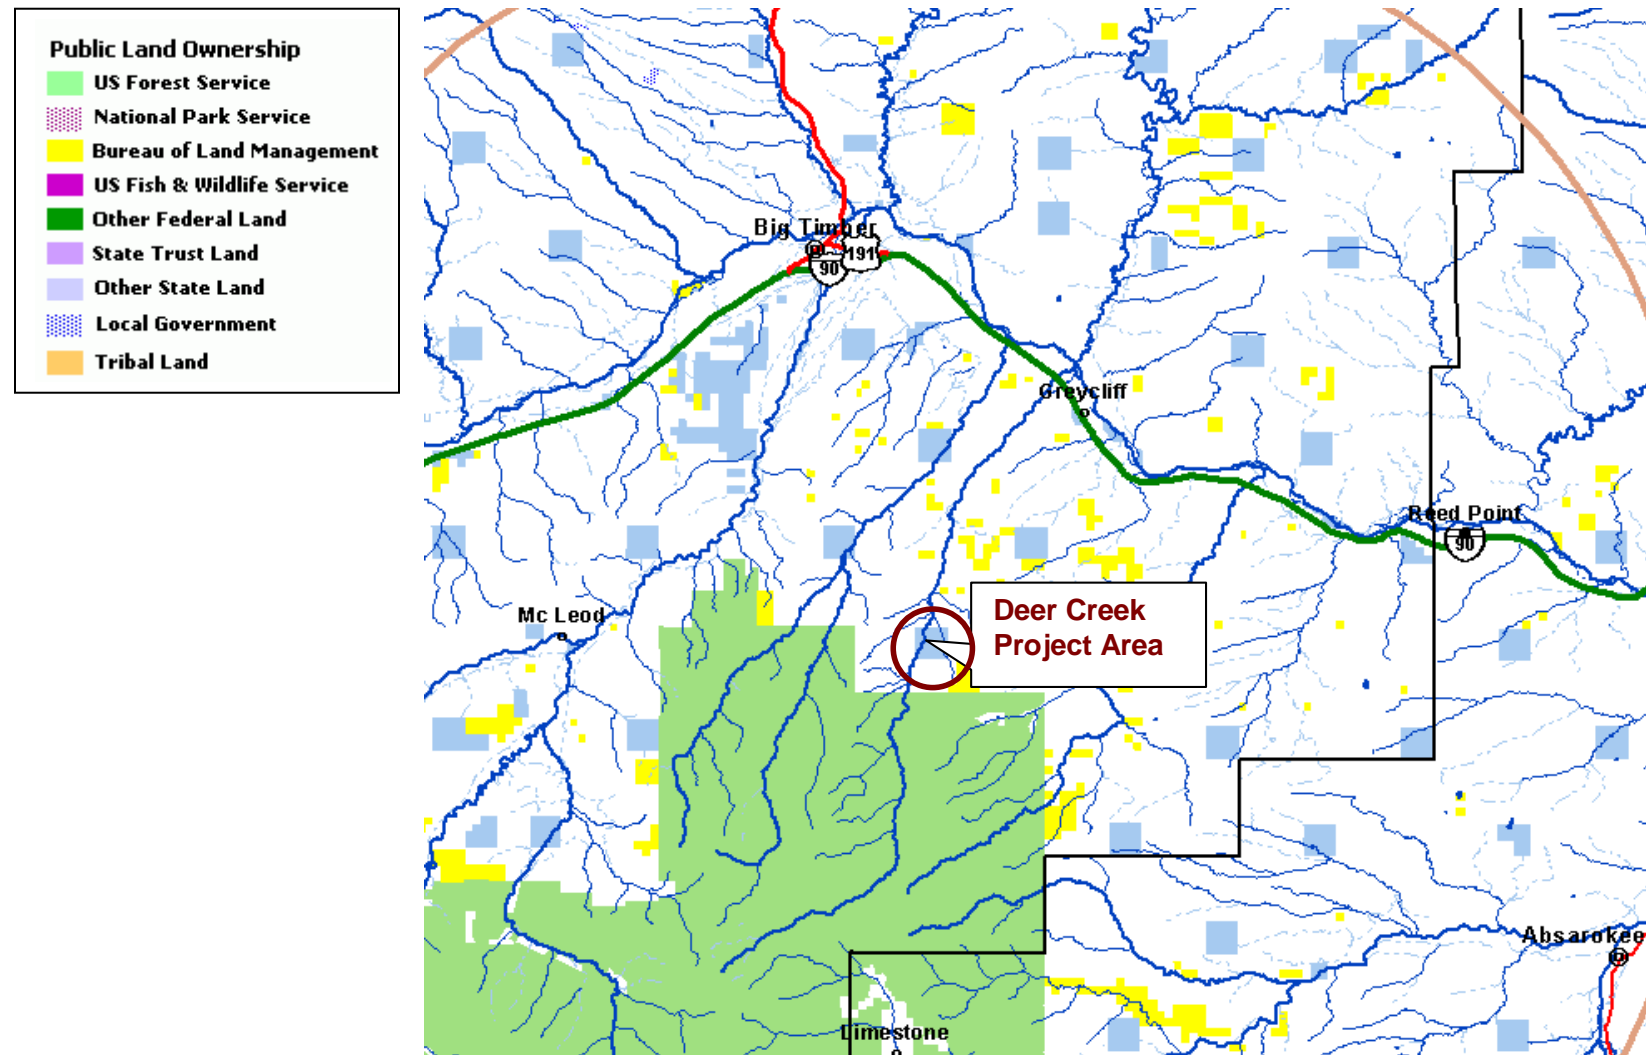 Public Land Ownership
US Forest Service
National Park Service
Bureau of Land Management
US Fish & Wildlife Service
Other Federal Land
State Trust Land
Other State Land
Local Government
Tribal Land
Big Timber
90
191
Greycliff
Reed Point
90
Mc Leod
Deer Creek
Project Area
Absarokee
Limestone